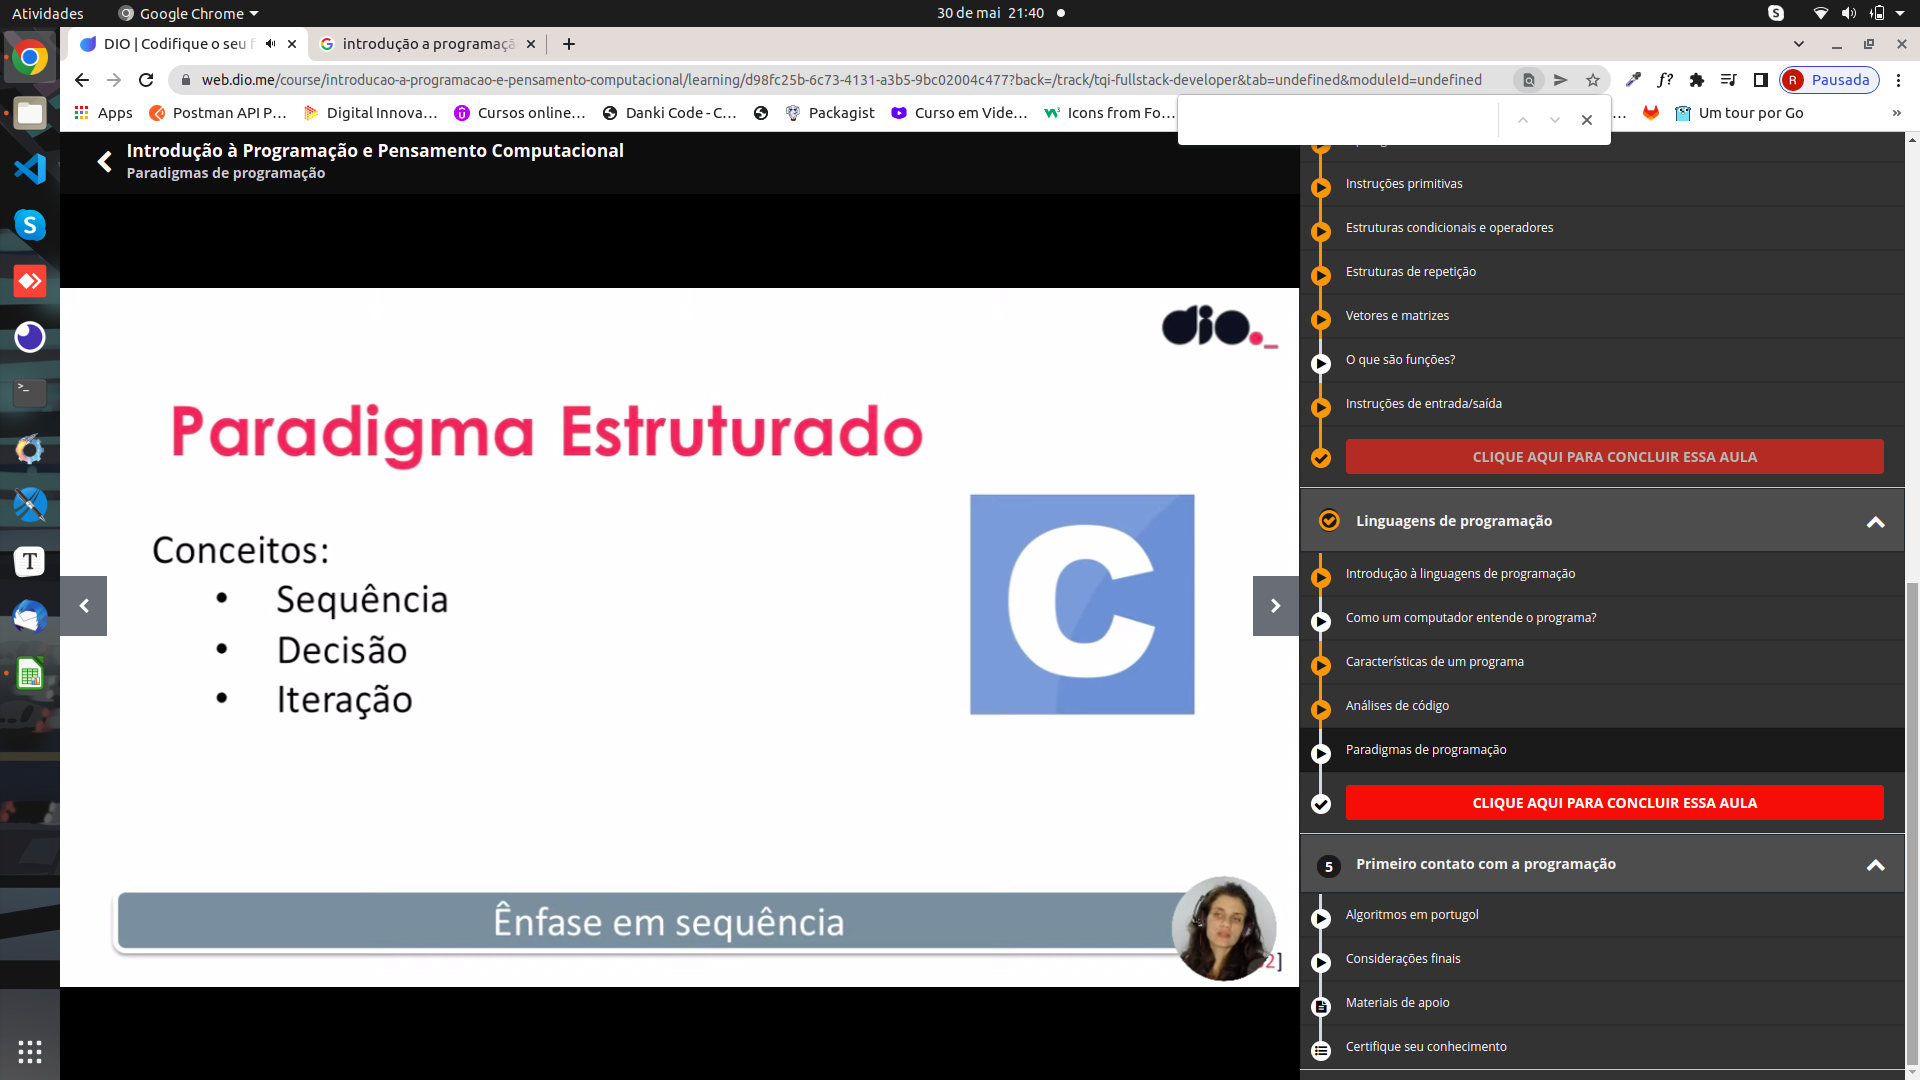 Atividades
Google Chrome
30 de mai 21:40
DIO | Codifique o seu f
introdução a programaçã
web.dio.me/course/introducao-a-programacao-e-pensamento-computacional/learning/d98fc25b-6c73-4131-a3b5-9bc02004c477?back=/track/tqi-fullstack-developer&tab=undefined&moduleId=undefined
f?
R Pausada
Apps
Postman API P...
Digital Innova...
Cursos online...
Danki Code - C...
Packagist
Curso em Vide...
Icons from Fo...
...
Um tour por Go
»
Introdução à Programação e Pensamento Computacional
Paradigmas de programação
dio._
Paradigma Estruturado
Conceitos:
• Sequência
• Decisão
• Iteração
C
Ênfase em sequência
2]
Instruções primitivas
Estruturas condicionais e operadores
Estruturas de repetição
Vetores e matrizes
O que são funções?
Instruções de entrada/saída
CLIQUE AQUI PARA CONCLUIR ESSA AULA
Linguagens de programação
Introdução à linguagens de programação
Como um computador entende o programa?
Características de um programa
Análises de código
Paradigmas de programação
CLIQUE AQUI PARA CONCLUIR ESSA AULA
5 Primeiro contato com a programação
Algoritmos em portugol
Considerações finais
Materiais de apoio
Certifique seu conhecimento